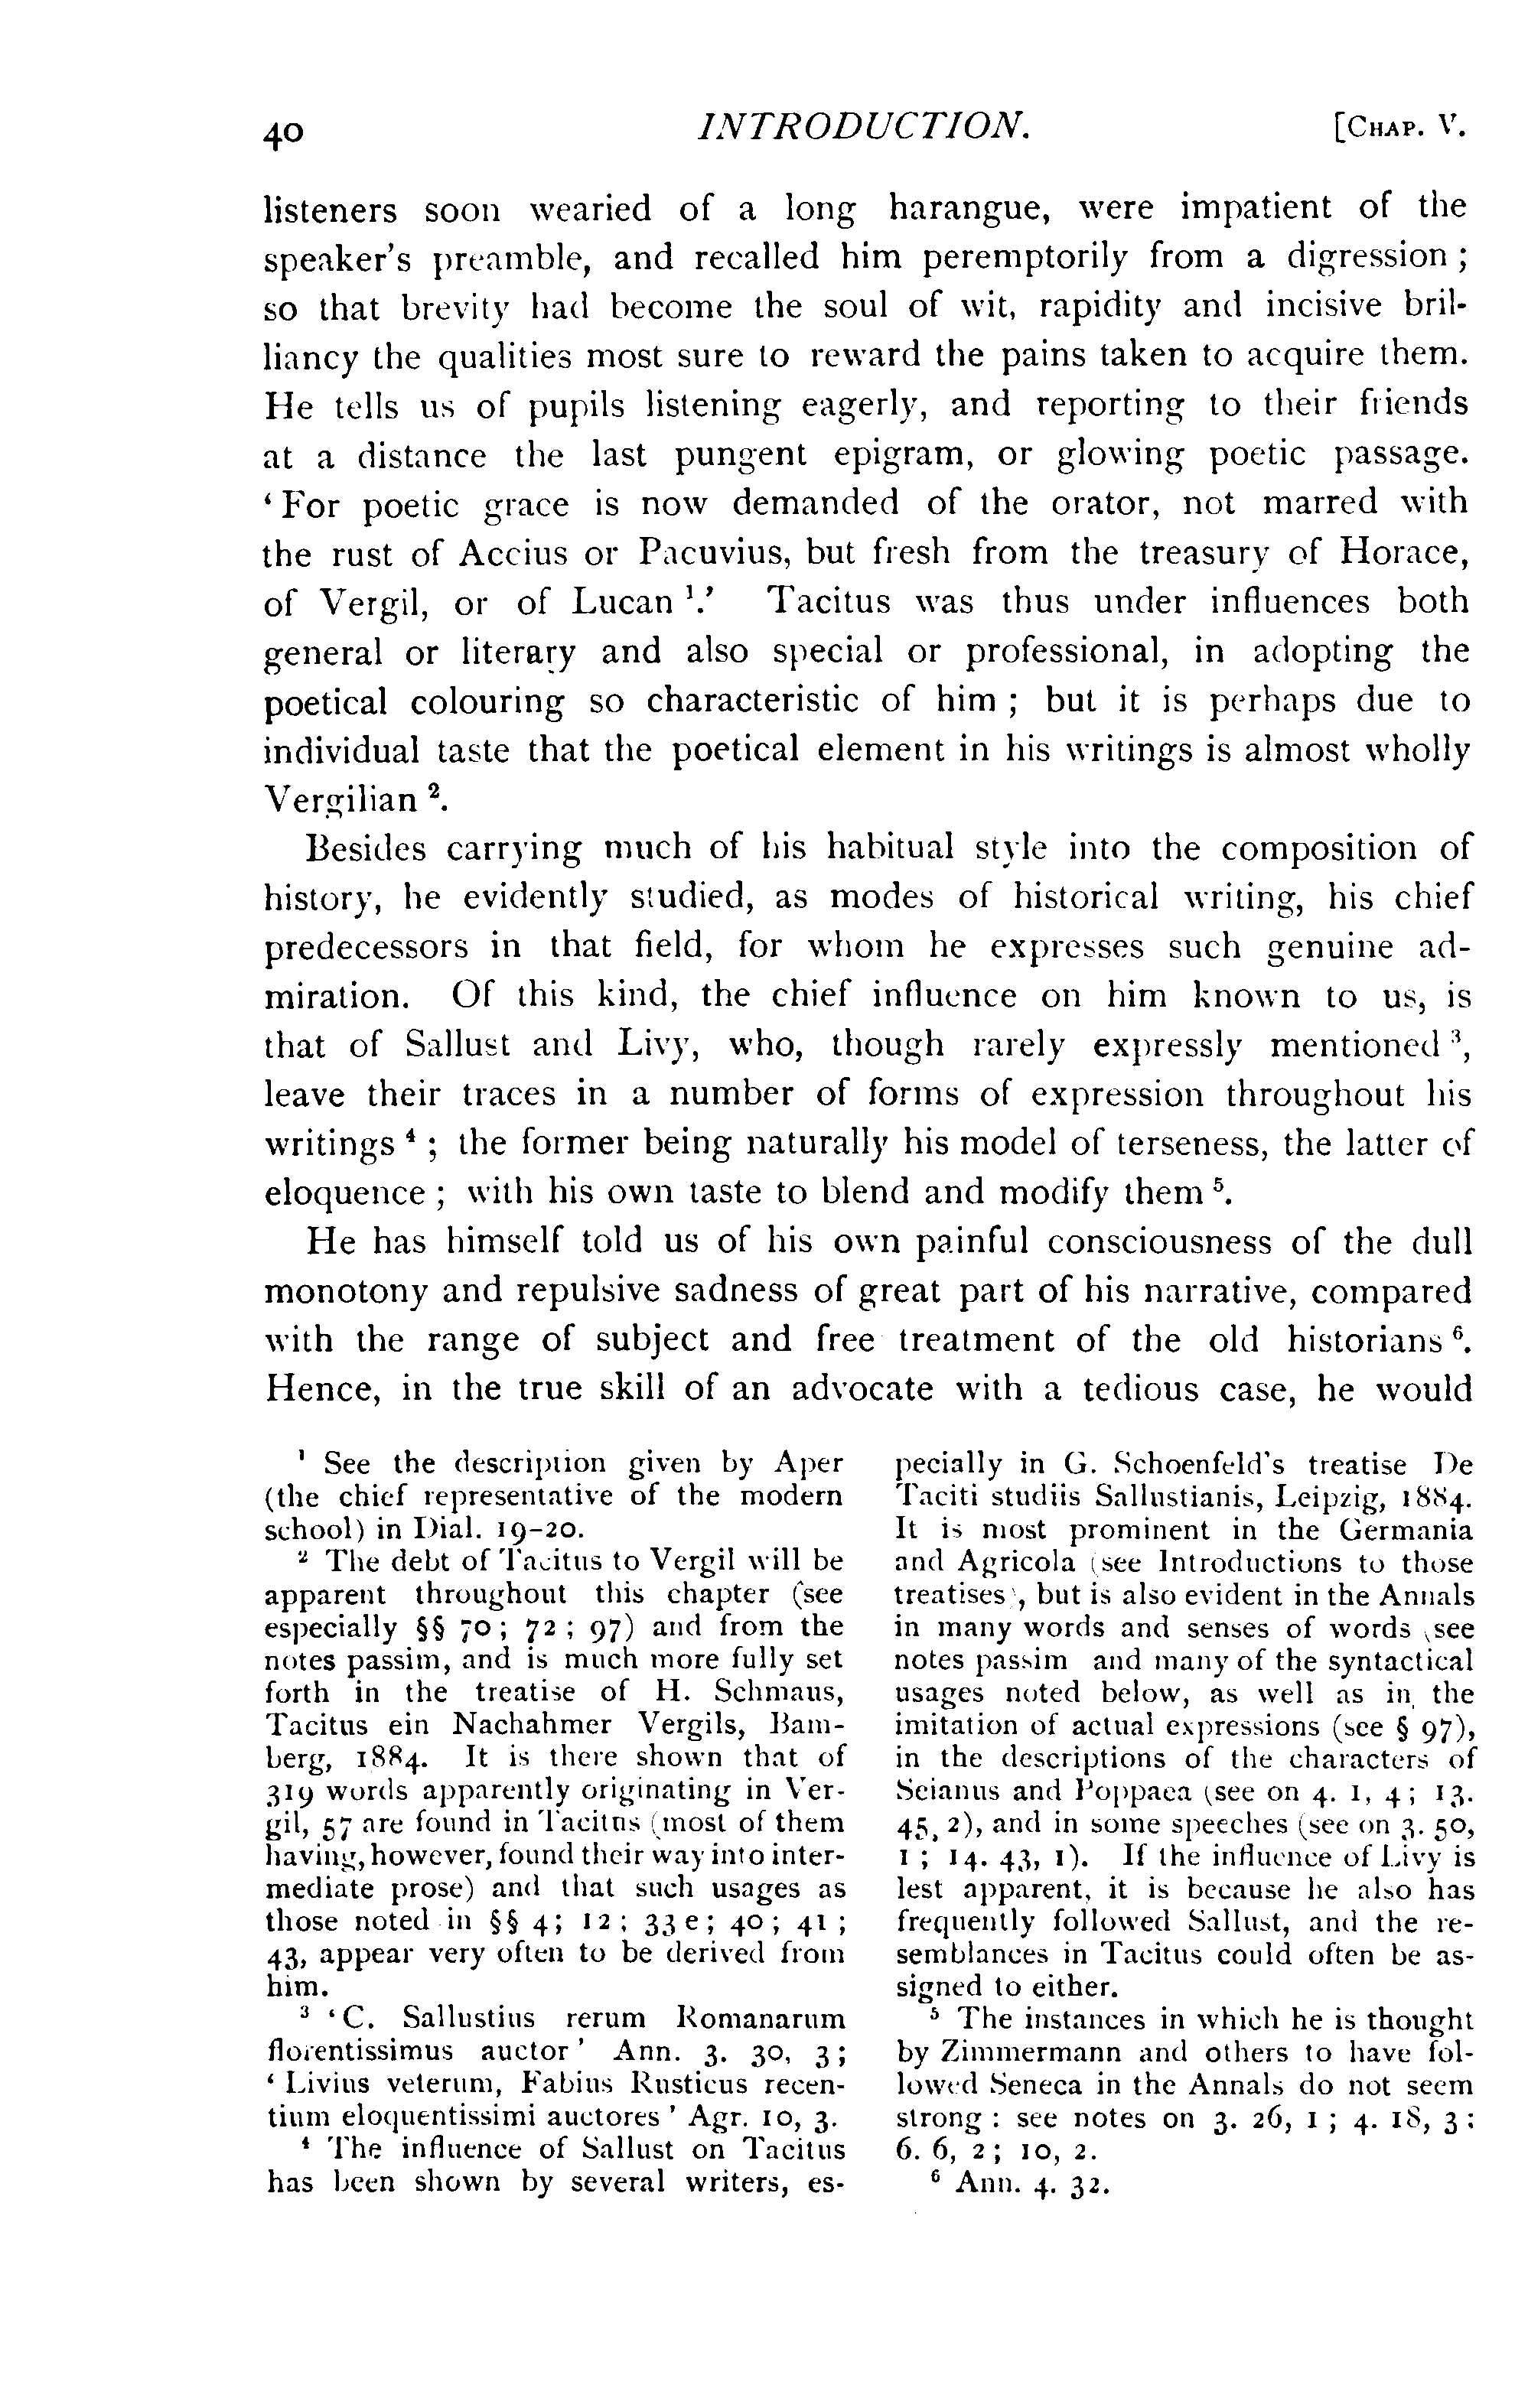 40 INTRODUCTION. [CHAP. V.
listeners soon wearied of a long harangue, were impatient of the
speaker's preamble, and recalled him peremptorily from a digression ;
so that brevity had become the soul of wit, rapidity and incisive bril-
liancy the qualities most sure to reward the pains taken to acquire them.
He tells us of pupils listening eagerly, and reporting to their friends
at a distance the last pungent epigram, or glowing poetic passage.
‘ For poetic grace is now demanded of the orator, not marred with
the rust of Accius or Pacuvius, but fresh from the treasury of Horace,
of Vergil, or of Lucan ¹.’ Tacitus was thus under influences both
general or literary and also special or professional, in adopting the
poetical colouring so characteristic of him ; but it is perhaps due to
individual taste that the poetical element in his writings is almost wholly
Vergilian ².
Besides carrying much of his habitual style into the composition of
history, he evidently studied, as modes of historical writing, his chief
predecessors in that field, for whom he expresses such genuine ad-
miration. Of this kind, the chief influence on him known to us, is
that of Sallust and Livy, who, though rarely expressly mentioned ³,
leave their traces in a number of forms of expression throughout his
writings ⁴ ; the former being naturally his model of terseness, the latter of
eloquence ; with his own taste to blend and modify them ⁵.
He has himself told us of his own painful consciousness of the dull
monotony and repulsive sadness of great part of his narrative, compared
with the range of subject and free treatment of the old historians ⁶.
Hence, in the true skill of an advocate with a tedious case, he would
¹ See the description given by Aper
(the chief representative of the modern
school) in Dial. 19-20.
² The debt of Tacitus to Vergil will be
apparent throughout this chapter (see
especially §§ 70 ; 72 ; 97) and from the
notes passim, and is much more fully set
forth in the treatise of H. Schmaus,
Tacitus ein Nachahmer Vergils, Bam-
berg, 1884. It is there shown that of
319 words apparently originating in Ver-
gil, 57 are found in Tacitus (most of them
having, however, found their way into inter-
mediate prose) and that such usages as
those noted in §§ 4 ; 12 ; 33 e ; 40 ; 41 ;
43, appear very often to be derived from
him.
³ ‘ C. Sallustius rerum Romanarum
florentissimus auctor ’ Ann. 3. 30, 3 ;
‘ Livius veterum, Fabius Rusticus recen-
tium eloquentissimi auctores ’ Agr. 10, 3.
⁴ The influence of Sallust on Tacitus
has been shown by several writers, es-
pecially in G. Schoenfeld's treatise De
Taciti studiis Sallustianis, Leipzig, 1884.
It is most prominent in the Germania
and Agricola (see Introductions to those
treatises), but is also evident in the Annals
in many words and senses of words (see
notes passim and many of the syntactical
usages noted below, as well as in the
imitation of actual expressions (see § 97),
in the descriptions of the characters of
Seianus and Poppaea (see on 4. 1, 4 ; 13.
45, 2), and in some speeches (see on 3. 50,
1 ; 14. 43, 1). If the influence of Livy is
lest apparent, it is because he also has
frequently followed Sallust, and the re-
semblances in Tacitus could often be as-
signed to either.
⁵ The instances in which he is thought
by Zimmermann and others to have fol-
lowed Seneca in the Annals do not seem
strong : see notes on 3. 26, 1 ; 4. 18, 3 ;
6. 6, 2 ; 10, 2.
⁶ Ann. 4. 32.